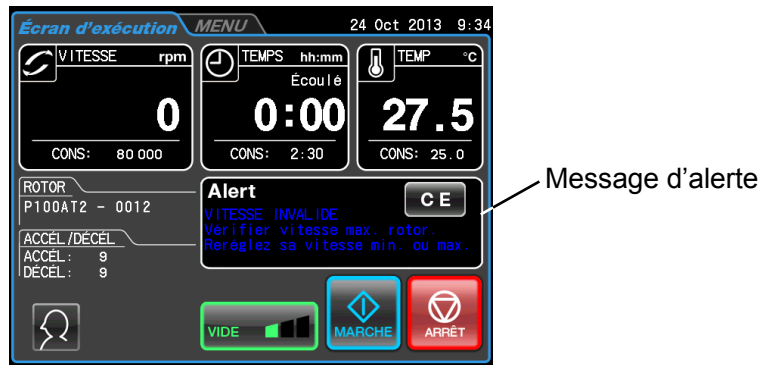 Écran d'exécution MENU 24 Oct 2013 9:34
VITESSE rpm TEMPS hh:mm TEMP °C
Écoulé
0 0:00 27.5
CONS: 80 000 CONS: 2:30 CONS: 25.0
ROTOR
P100AT2 - 0012
Alert CE
VITESSE INVALIDE
Vérifier vitesse max. rotor.
Reréglez sa vitesse min. ou max.
Message d'alerte
ACCÉL/DÉCÉL
ACCÉL: 9
DÉCÉL: 9
VIDE MARCHE ARRÊT